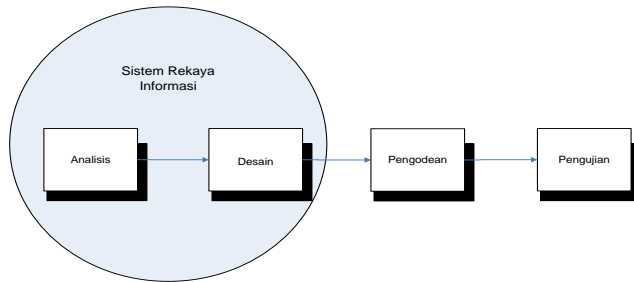 Sistem Rekaya
Informasi
Analisis
Desain
Pengodean
Pengujian